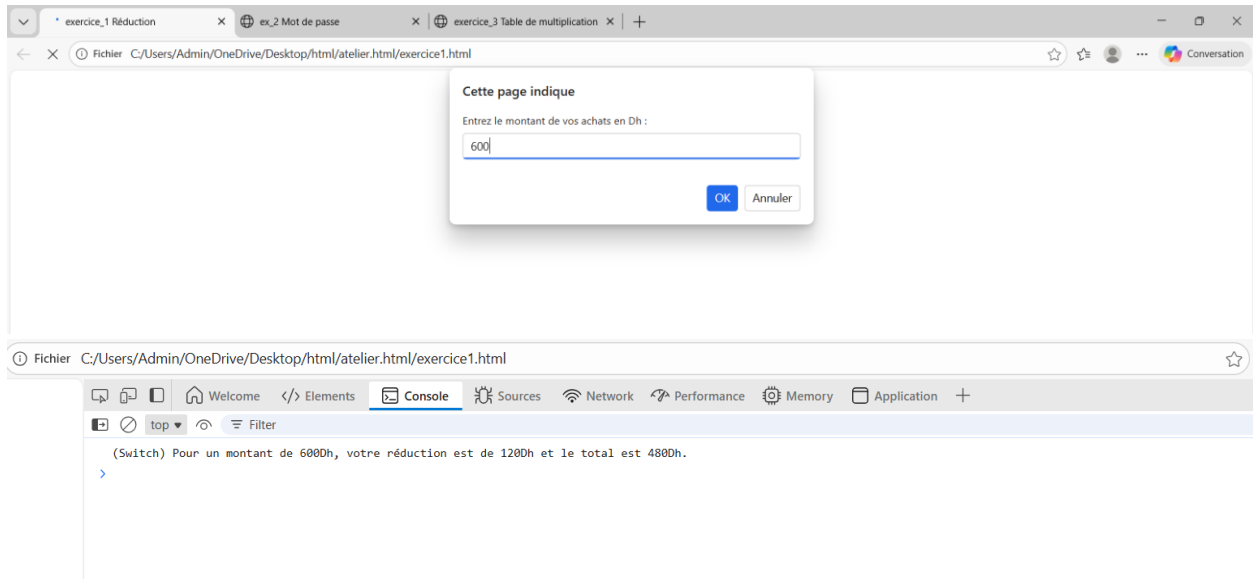 exercice_1 Réduction
ex_2 Mot de passe
exercice_3 Table de multiplication
Fichier C:/Users/Admin/OneDrive/Desktop/html/atelier.html/exercice1.html
Conversation
Cette page indique
Entrez le montant de vos achats en Dh :
600
OK Annuler
Fichier C:/Users/Admin/OneDrive/Desktop/html/atelier.html/exercice1.html
Welcome </> Elements Console Sources Network Performance Memory Application
top Filter
(Switch) Pour un montant de 600Dh, votre réduction est de 120Dh et le total est 480Dh.